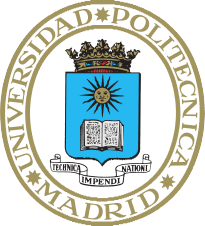 UNIVERSIDAD POLITECNICA
MADRID
TECHNICA IMPENDI NATIONI